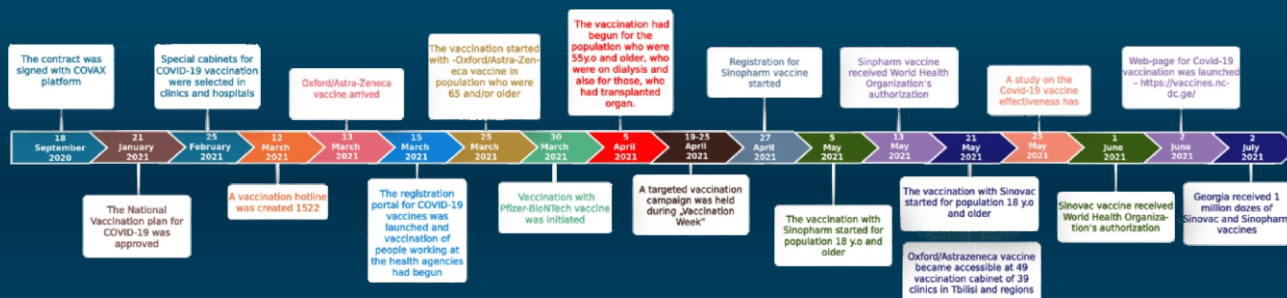 The contract was
signed with COVAX
platform
18
September
2020
21
January
2021
The National
Vaccination plan for
COVID-19 was
approved
Special cabinets for
COVID-19 vaccination
were selected in
clinics and hospitals
25
February
2021
12
March
2021
A vaccination hotline
was created 1522
Oxford/Astra-Zeneca
vaccine arrived
13
March
2021
15
March
2021
The registration
portal for COVID-19
vaccines was
launched and
vaccination of
people working at
the health agencies
had begun
The vaccination started
with -Oxford/Astra-Zen-
eca vaccine in
population who were
65 and/or older
25
March
2021
30
March
2021
Vaccination with
Pfizer-BioNTech vaccine
was initiated
The vaccination had
begun for the
population who were
55y.o and older, who
were on dialysis and
also for those, who
had transplanted
organ.
5
April
2021
19-25
April
2021
A targeted vaccination
campaign was held
during „Vaccination
Week"
Registration for
Sinopharm vaccine
started
27
April
2021
5
May
2021
The vaccination with
Sinopharm started for
population 18 y.o and
older
Sinpharm vaccine
received World Health
Organization's
authorization
13
May
2021
21
May
2021
The vaccination with Sinovac
started for population 18 y.o
and older
Oxford/Astrazeneca vaccine
became accessible at 49
vaccination cabinet of 39
clinics in Tbilisi and regions
A study on the
Covid-19 vaccine
effectiveness has
May
2021
1
June
2021
Sinovac vaccine received
World Health Organiza-
tion's authorization
Web-page for Covid-19
vaccination was launched
– https://vaccines.nc-
dc.ge/
2
June
2021
2
July
2021
Georgia received 1
million dozes of
Sinovac and Sinopharm
vaccines